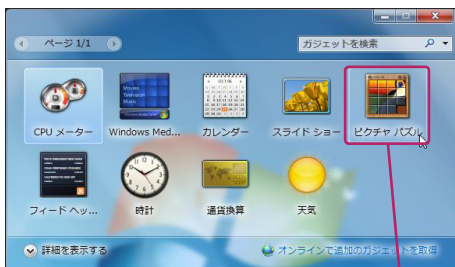 ページ 1/1
ガジェットを検索
CPU メーター
Windows Med...
カレンダー
スライド ショー
ピクチャ パズル
フィード ヘッ...
時計
通貨換算
天気
詳細を表示する
オンラインで追加のガジェットを取得